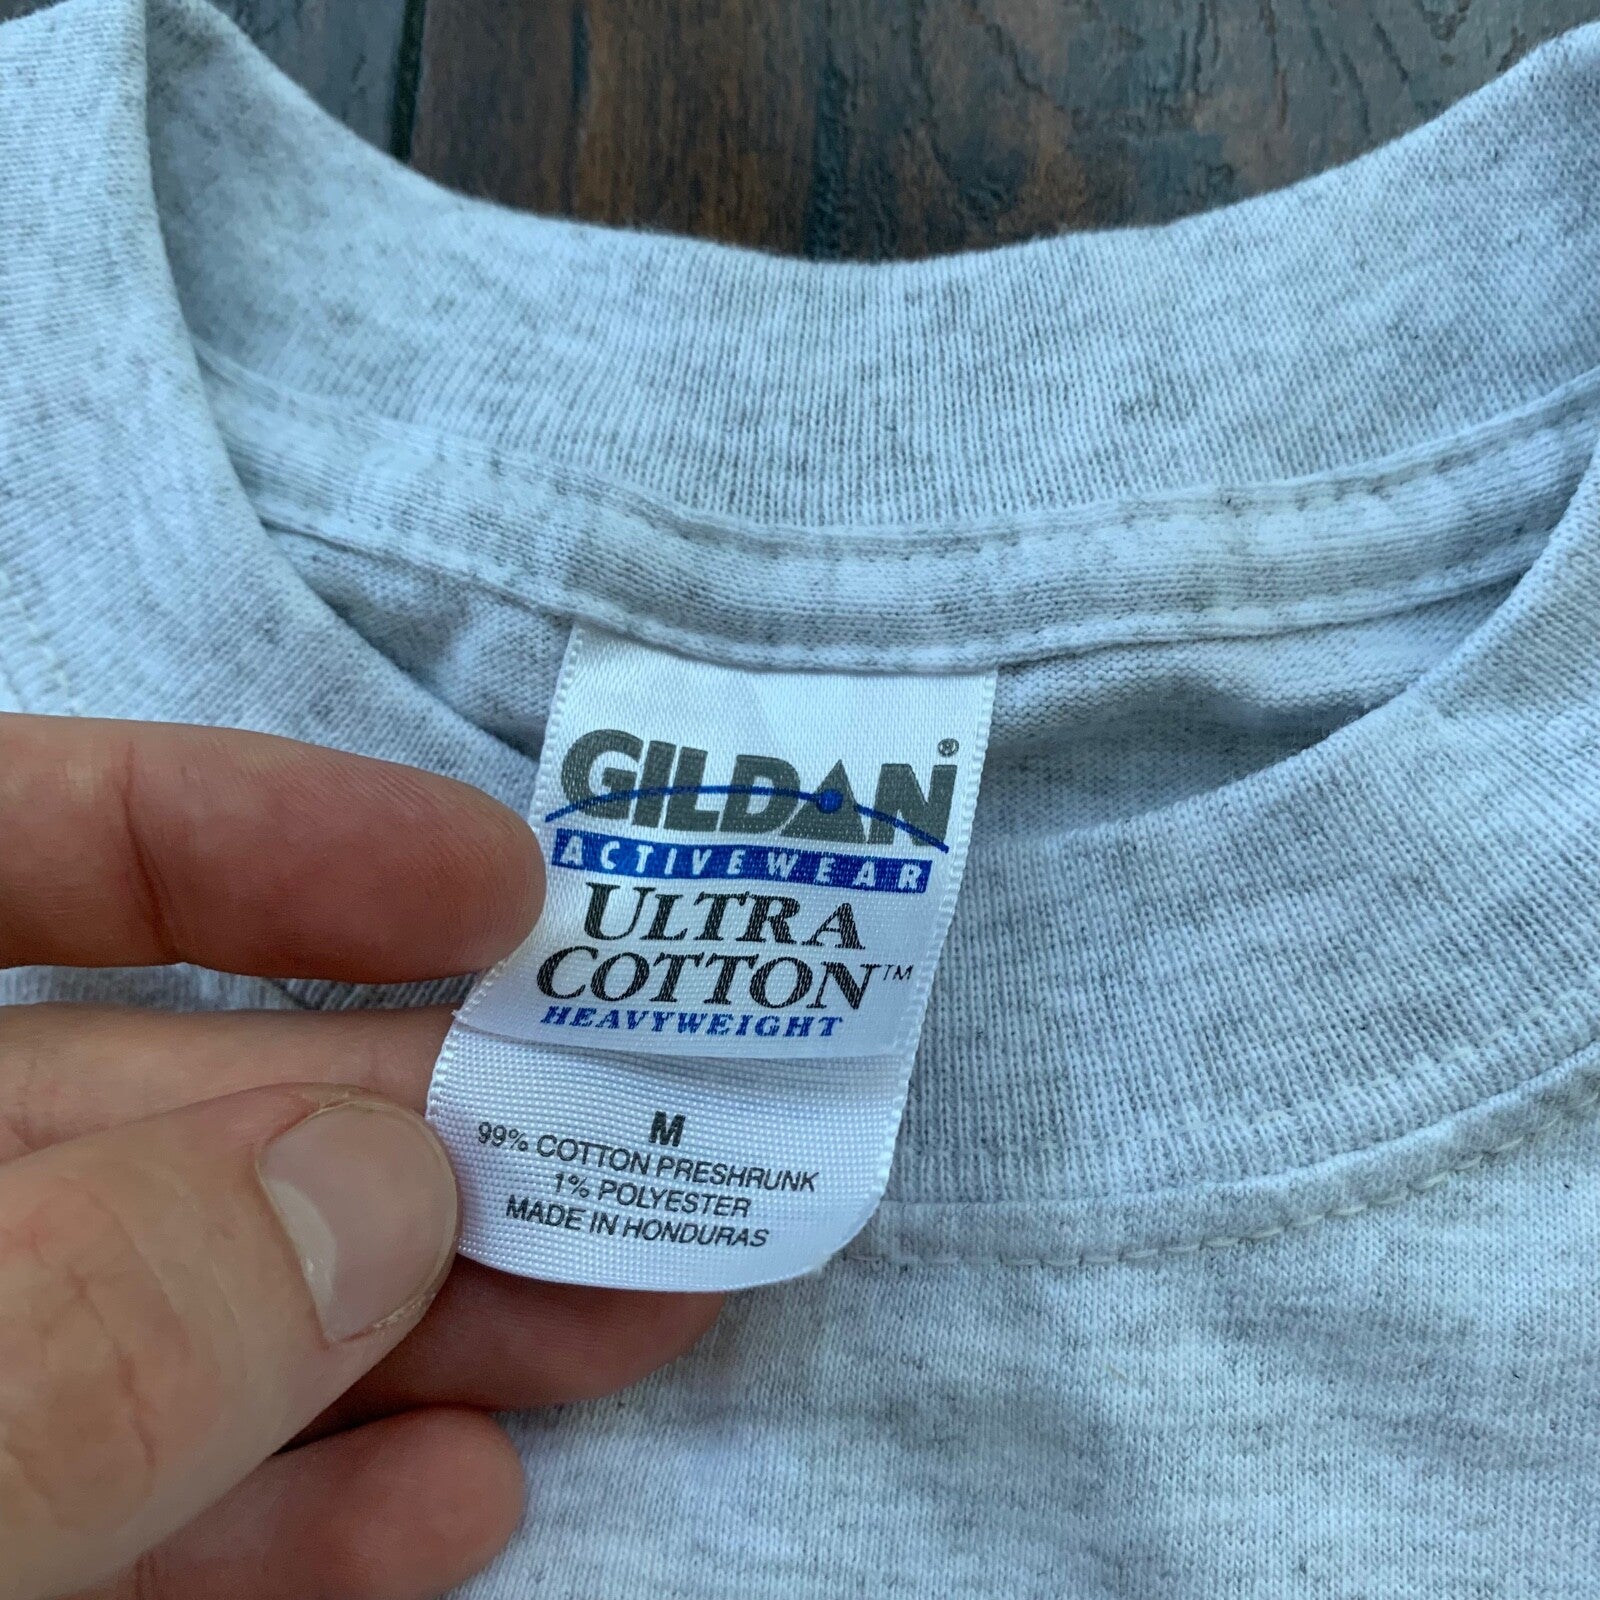 GILDAN®
ACTIVEWEAR
ULTRA
COTTON™
HEAVYWEIGHT
M
99% COTTON PRESHRUNK
1% POLYESTER
MADE IN HONDURAS